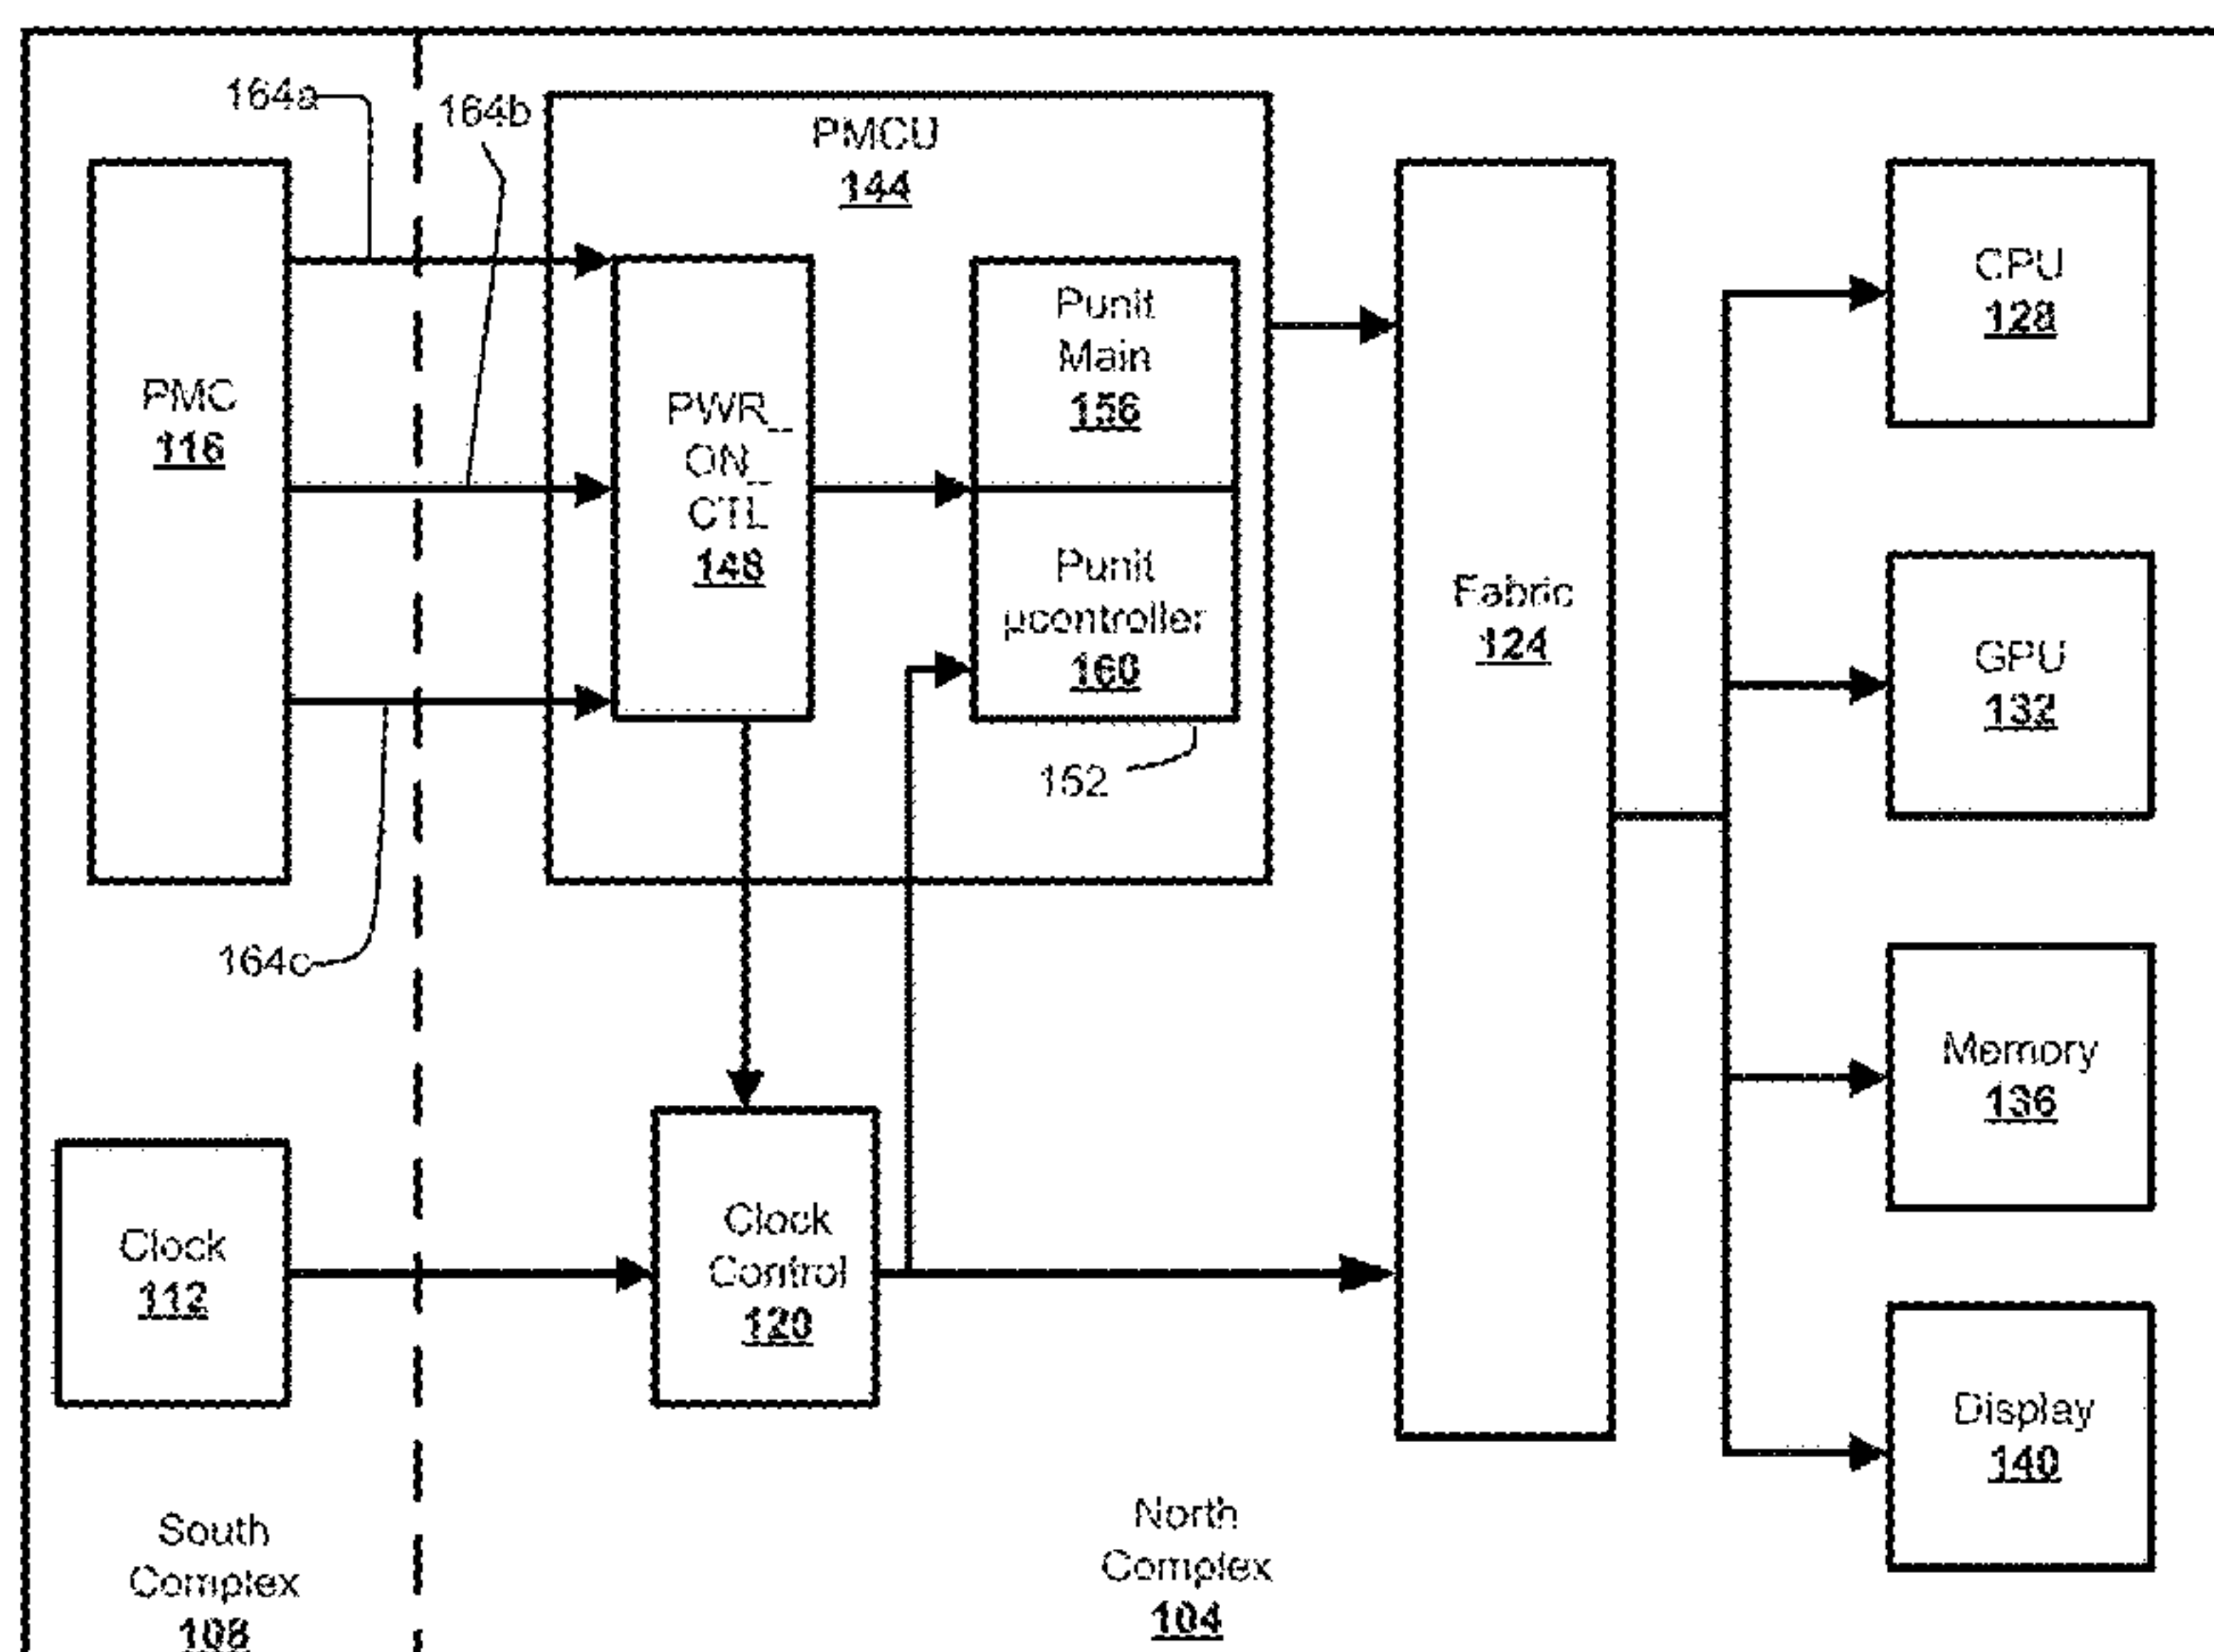 164a
164b
PMCU
144
PMC
116
PWR_
ON_
CTL
148
Punit
Main
156
Punit
µcontroller
160
152
164c
Fabric
124
CPU
128
GPU
132
Memory
136
Display
140
Clock
112
Clock
Control
120
South
Complex
108
North
Complex
104